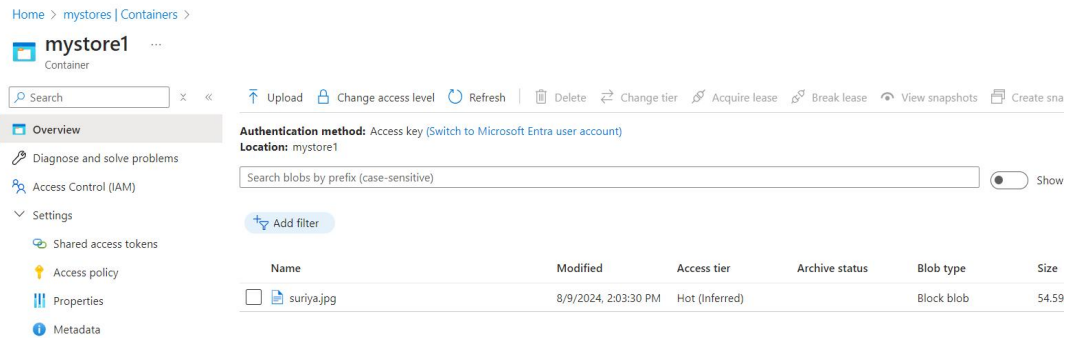 Home > mystores | Containers >
mystore1 ...
Container
Search
Upload Change access level Refresh Delete Change tier Acquire lease Break lease View snapshots Create sna
Overview
Diagnose and solve problems
Access Control (IAM)
Settings
Shared access tokens
Access policy
Properties
Metadata
Authentication method: Access key (Switch to Microsoft Entra user account)
Location: mystore1
Search blobs by prefix (case-sensitive)
Show
Add filter
Name Modified Access tier Archive status Blob type Size
suriya.jpg 8/9/2024, 2:03:30 PM Hot (Inferred) Block blob 54.59